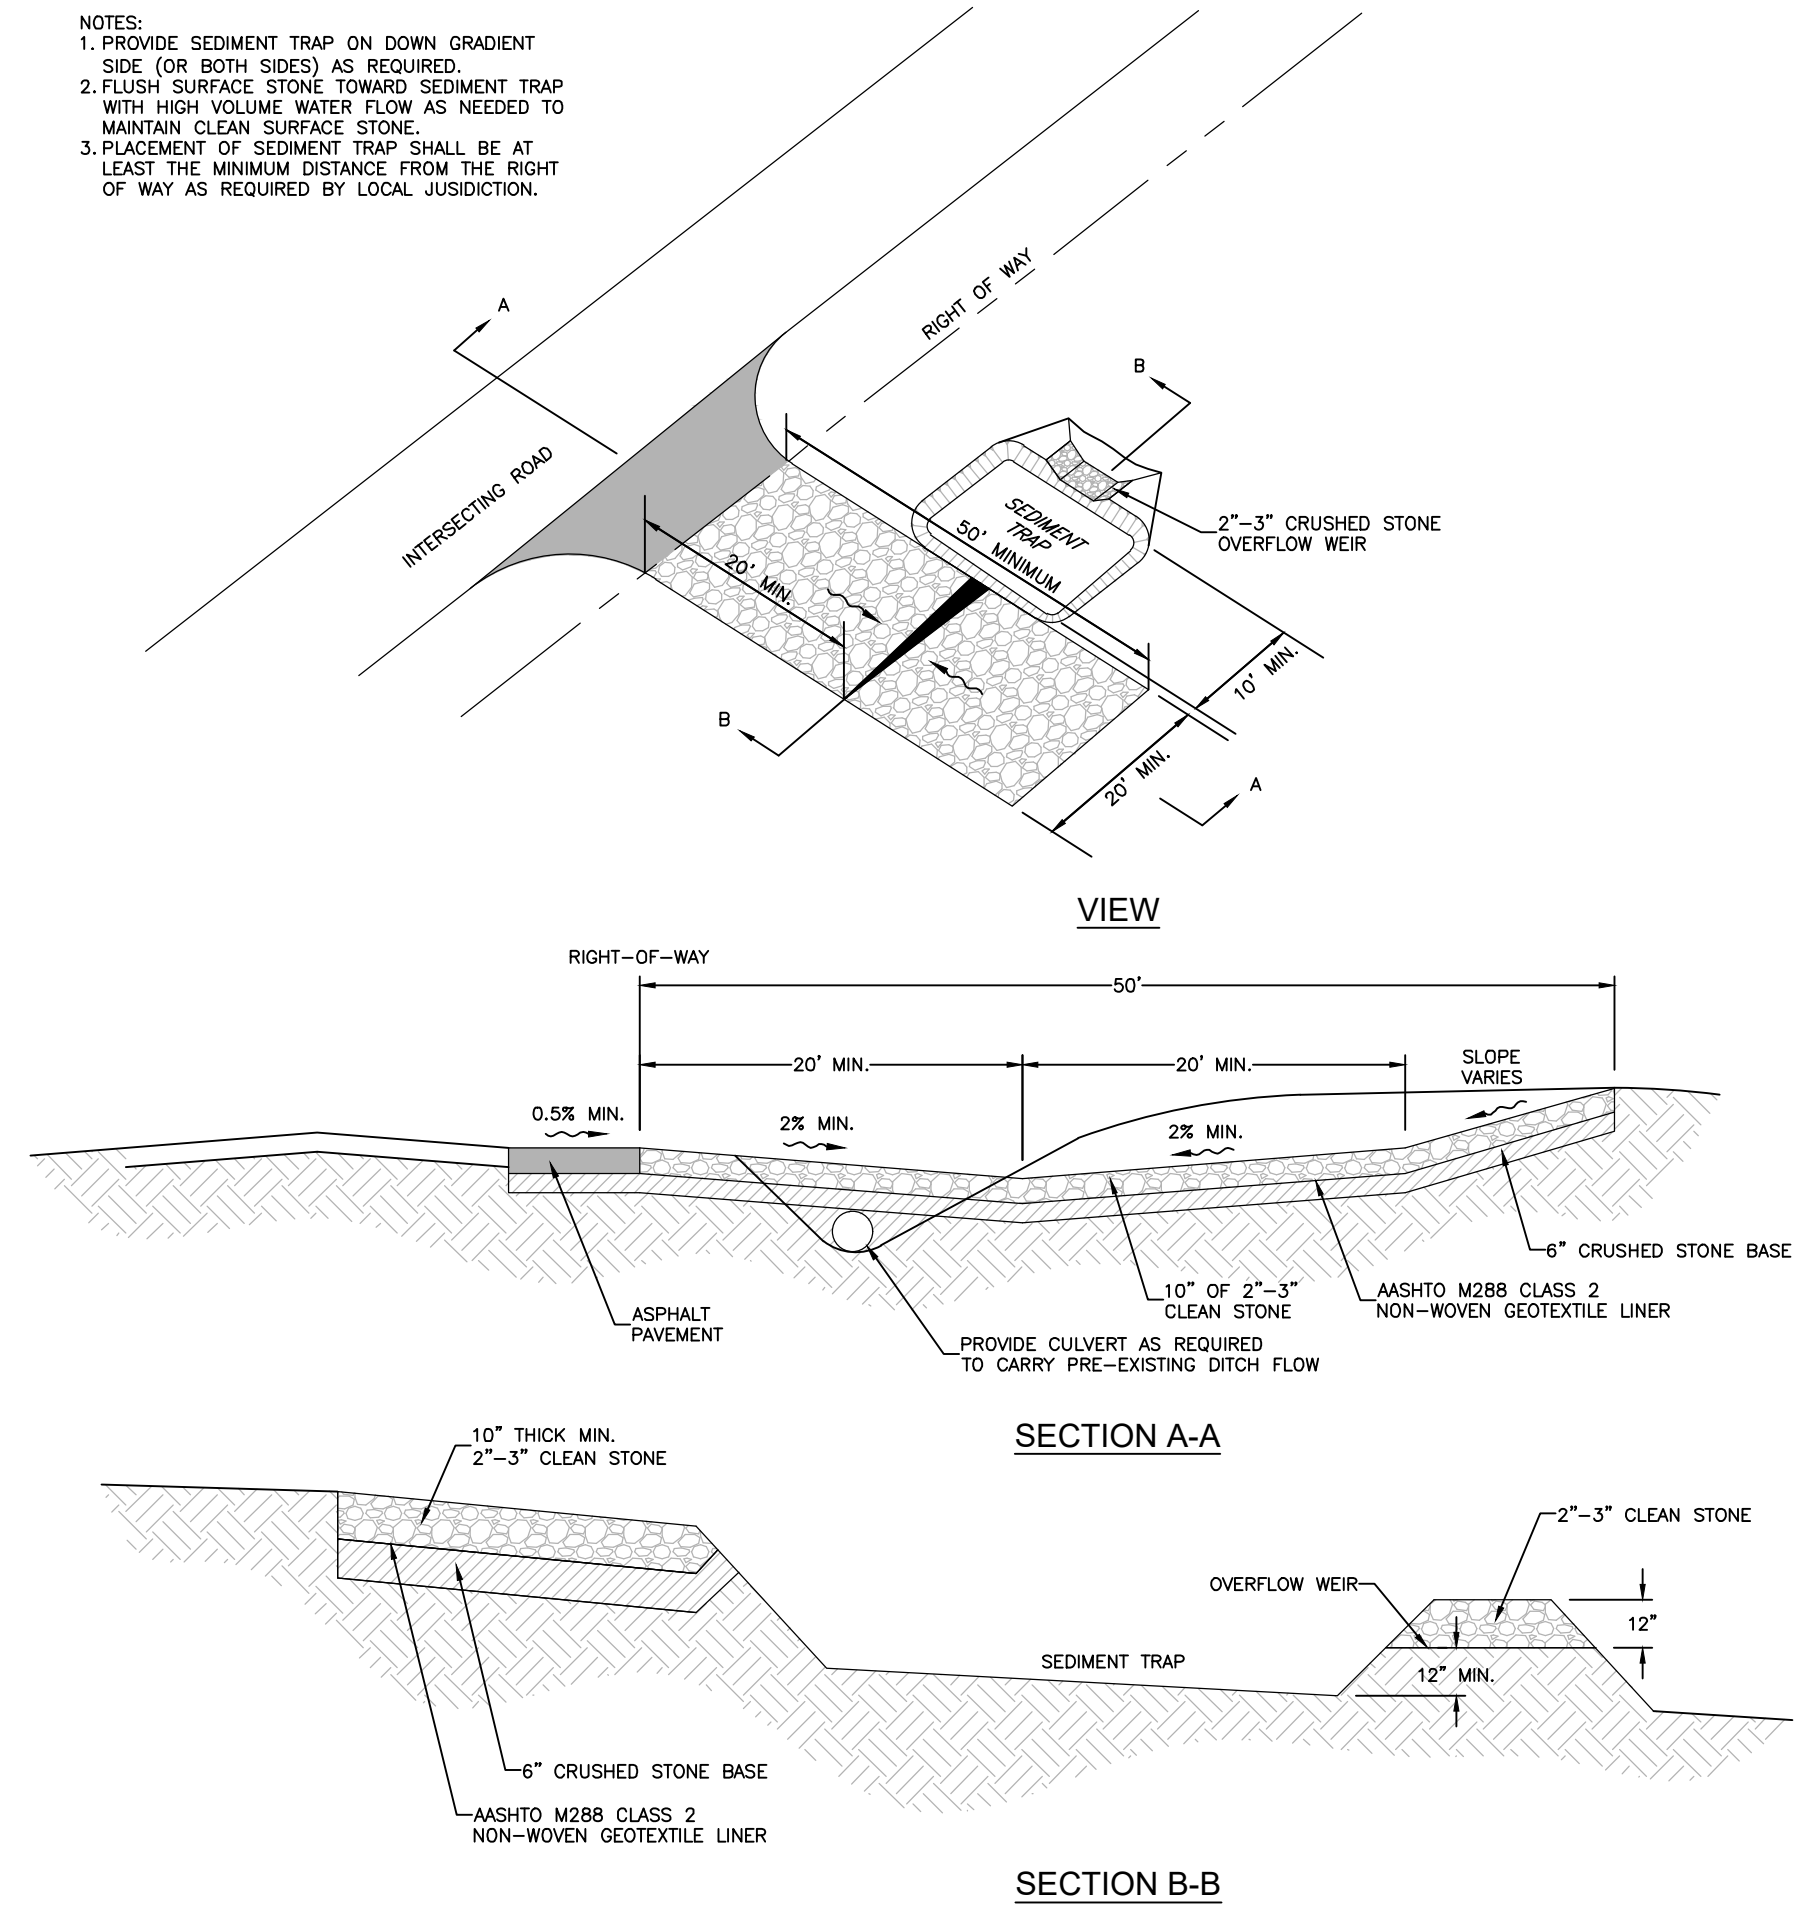 NOTES:
1. PROVIDE SEDIMENT TRAP ON DOWN GRADIENT
SIDE (OR BOTH SIDES) AS REQUIRED.
2. FLUSH SURFACE STONE TOWARD SEDIMENT TRAP
WITH HIGH VOLUME WATER FLOW AS NEEDED TO
MAINTAIN CLEAN SURFACE STONE.
3. PLACEMENT OF SEDIMENT TRAP SHALL BE AT
LEAST THE MINIMUM DISTANCE FROM THE RIGHT
OF WAY AS REQUIRED BY LOCAL JUSIDICTION.
A
RIGHT OF WAY
B
INTERSECTING ROAD
SEDIMENT
TRAP
50' MINIMUM
2"-3" CRUSHED STONE
OVERFLOW WEIR
20' MIN.
10' MIN.
B
20' MIN.
A
VIEW
RIGHT-OF-WAY
50'
20' MIN.
20' MIN.
SLOPE
VARIES
0.5% MIN.
2% MIN.
2% MIN.
6" CRUSHED STONE BASE
10" OF 2"-3"
CLEAN STONE
AASHTO M288 CLASS 2
NON-WOVEN GEOTEXTILE LINER
ASPHALT
PAVEMENT
PROVIDE CULVERT AS REQUIRED
TO CARRY PRE-EXISTING DITCH FLOW
SECTION A-A
10" THICK MIN.
2"-3" CLEAN STONE
2"-3" CLEAN STONE
OVERFLOW WEIR
12"
SEDIMENT TRAP
12" MIN.
6" CRUSHED STONE BASE
AASHTO M288 CLASS 2
NON-WOVEN GEOTEXTILE LINER
SECTION B-B